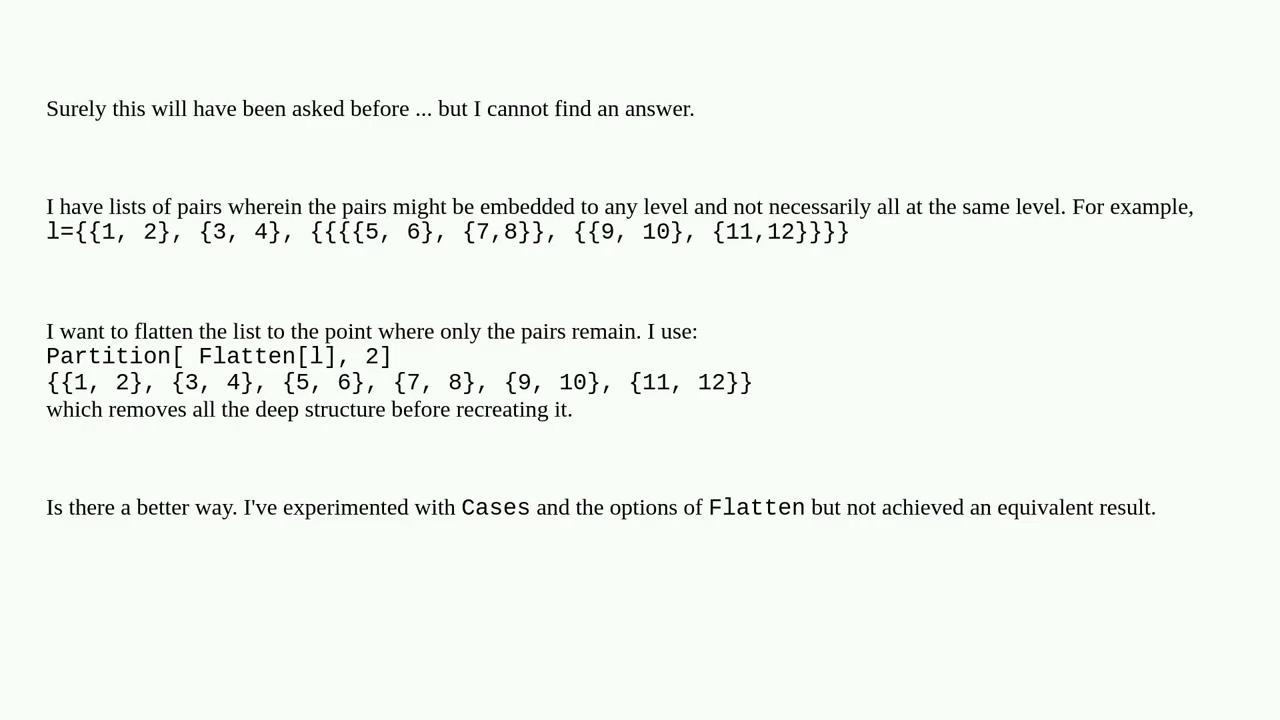 Surely this will have been asked before ... but I cannot find an answer.
I have lists of pairs wherein the pairs might be embedded to any level and not necessarily all at the same level. For example,
l={{1, 2}, {3, 4}, {{{{5, 6}, {7,8}}, {{9, 10}, {11,12}}}}
I want to flatten the list to the point where only the pairs remain. I use:
Partition[ Flatten[l], 2]
{{1, 2}, {3, 4}, {5, 6}, {7, 8}, {9, 10}, {11, 12}}
which removes all the deep structure before recreating it.
Is there a better way. I've experimented with Cases and the options of Flatten but not achieved an equivalent result.